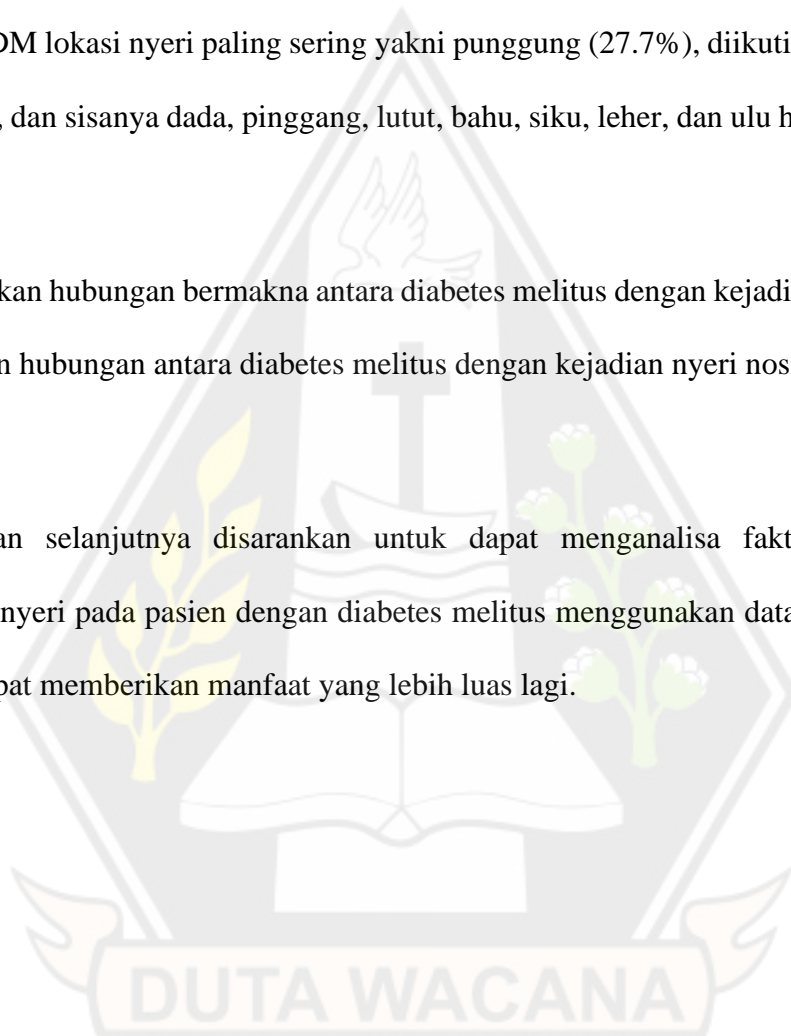 DM lokasi nyeri paling sering yakni punggung (27.7%), diikuti
, dan sisanya dada, pinggang, lutut, bahu, siku, leher, dan ulu h
kan hubungan bermakna antara diabetes melitus dengan kejadi
n hubungan antara diabetes melitus dengan kejadian nyeri nos
an selanjutnya disarankan untuk dapat menganalisa fakt
nyeri pada pasien dengan diabetes melitus menggunakan data
pat memberikan manfaat yang lebih luas lagi.
DUTA WACANA